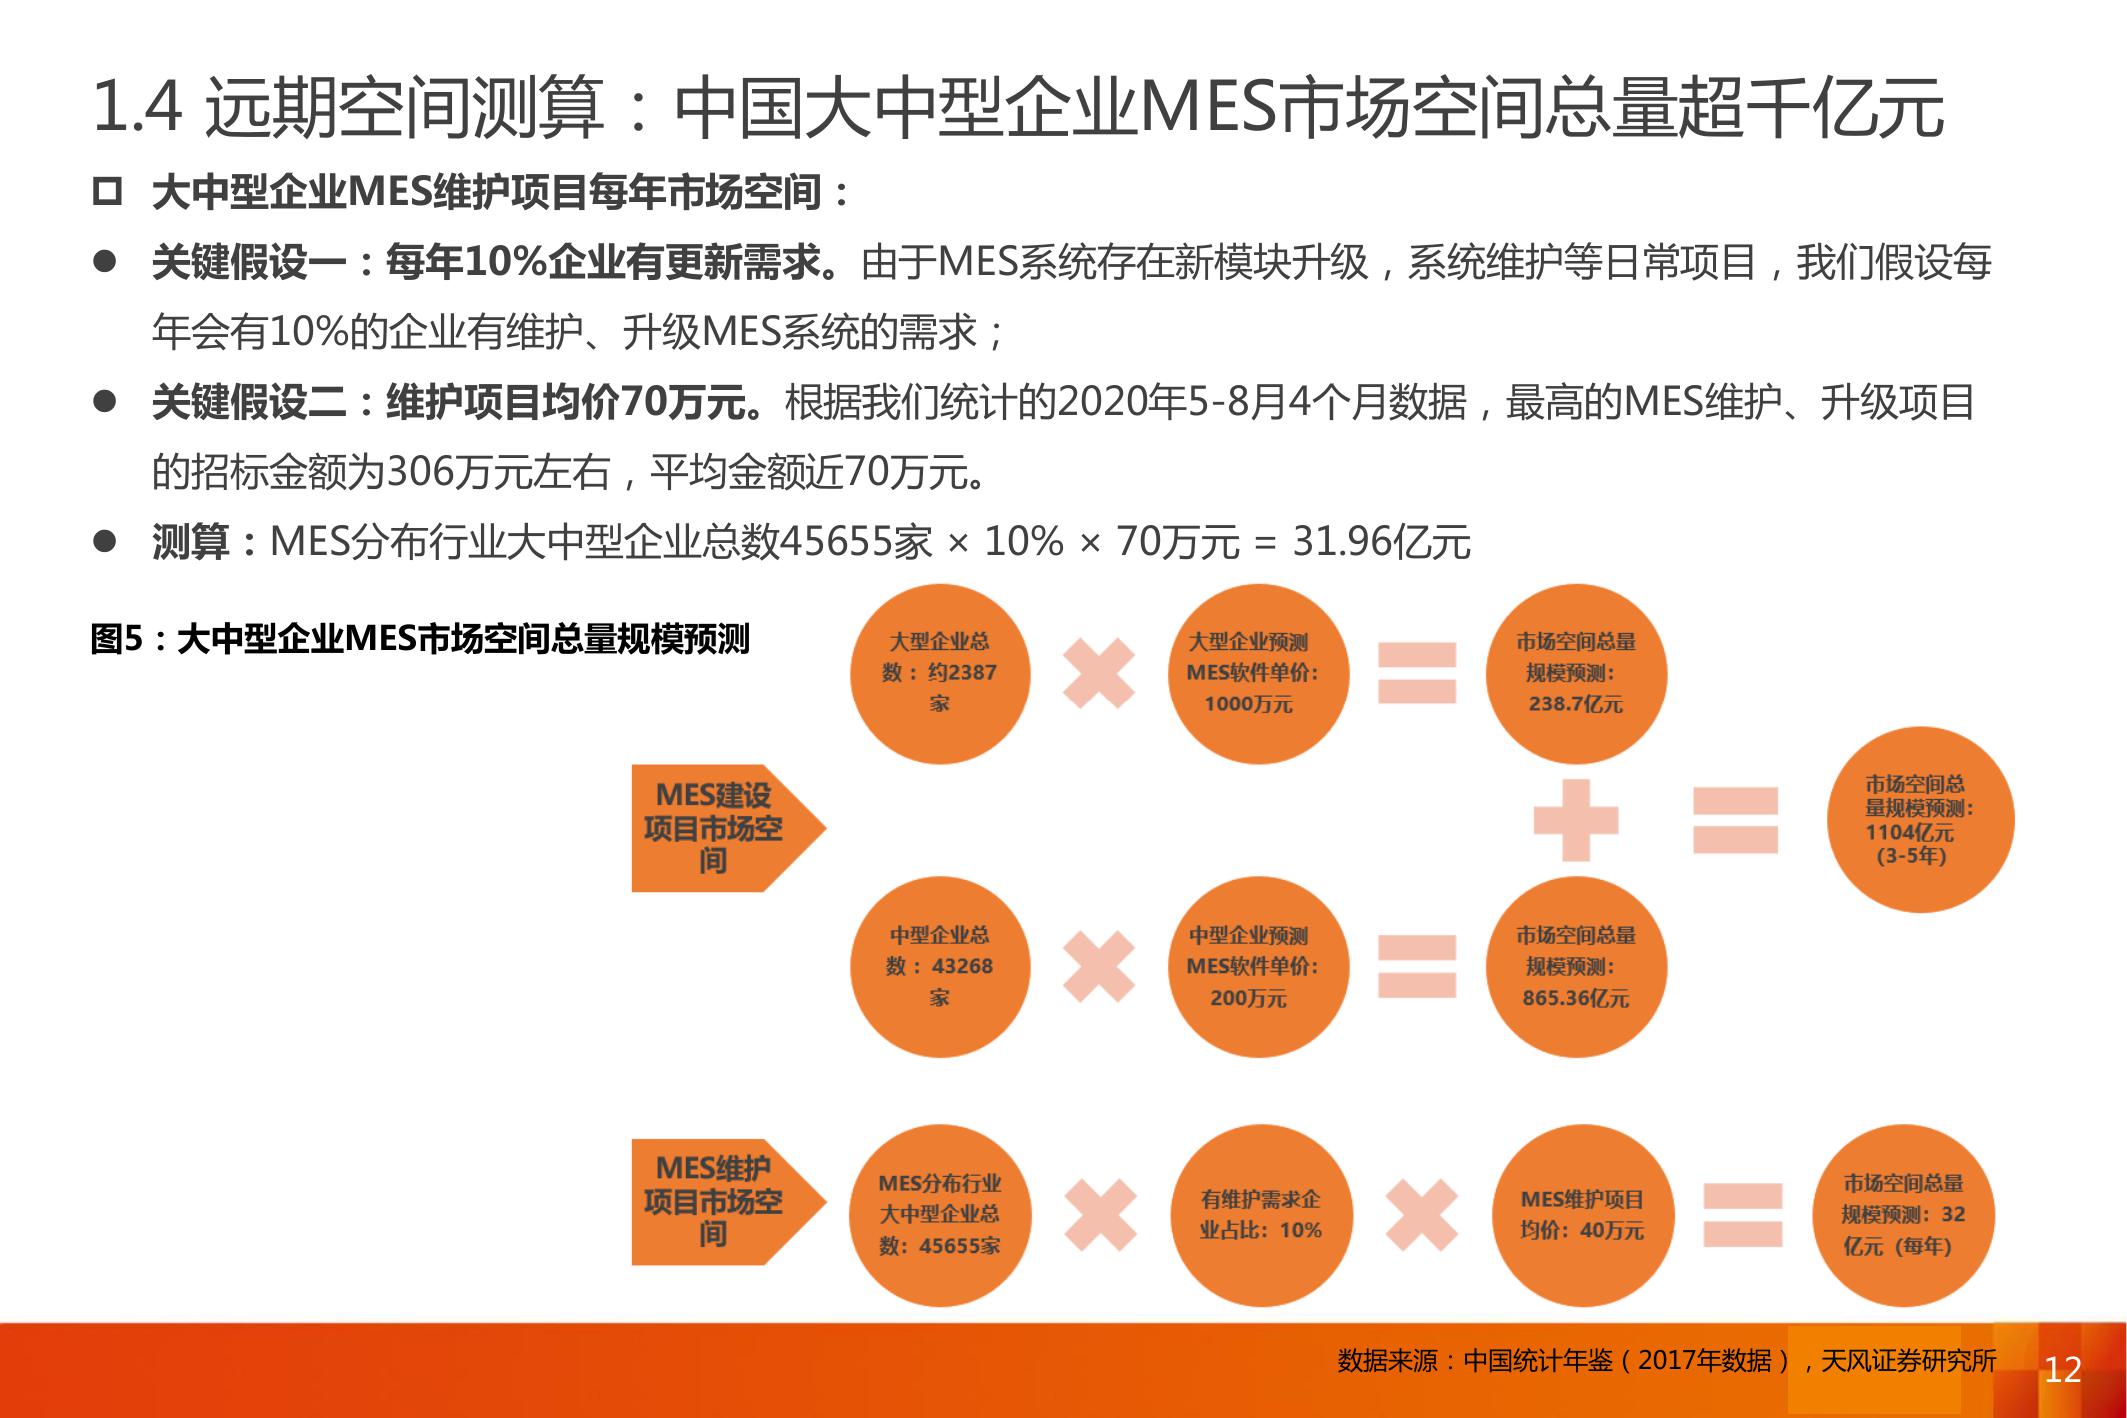 1.4 远期空间测算：中国大中型企业MES市场空间总量超千亿元
大中型企业MES维护项目每年市场空间：
关键假设一：每年10%企业有更新需求。由于MES系统存在新模块升级，系统维护等日常项目，我们假设每
年会有10%的企业有维护、升级MES系统的需求；
关键假设二：维护项目均价70万元。根据我们统计的2020年5-8月4个月数据，最高的MES维护、升级项目
的招标金额为306万元左右，平均金额近70万元。
测算：MES分布行业大中型企业总数45655家 × 10% × 70万元 = 31.96亿元
图5：大中型企业MES市场空间总量规模预测
大型企业总
数：约2387
家
大型企业预测
MES软件单价：
1000万元
市场空间总量
规模预测：
238.7亿元
MES建设
项目市场空
间
市场空间总
量规模预测：
1104亿元
（3-5年）
中型企业总
数：43268
家
中型企业预测
MES软件单价：
200万元
市场空间总量
规模预测：
865.36亿元
MES维护
项目市场空
间
MES分布行业
大中型企业总
数：45655家
有维护需求企
业占比：10%
MES维护项目
均价：40万元
市场空间总量
规模预测：32
亿元（每年）
数据来源：中国统计年鉴（2017年数据），天风证券研究所
12